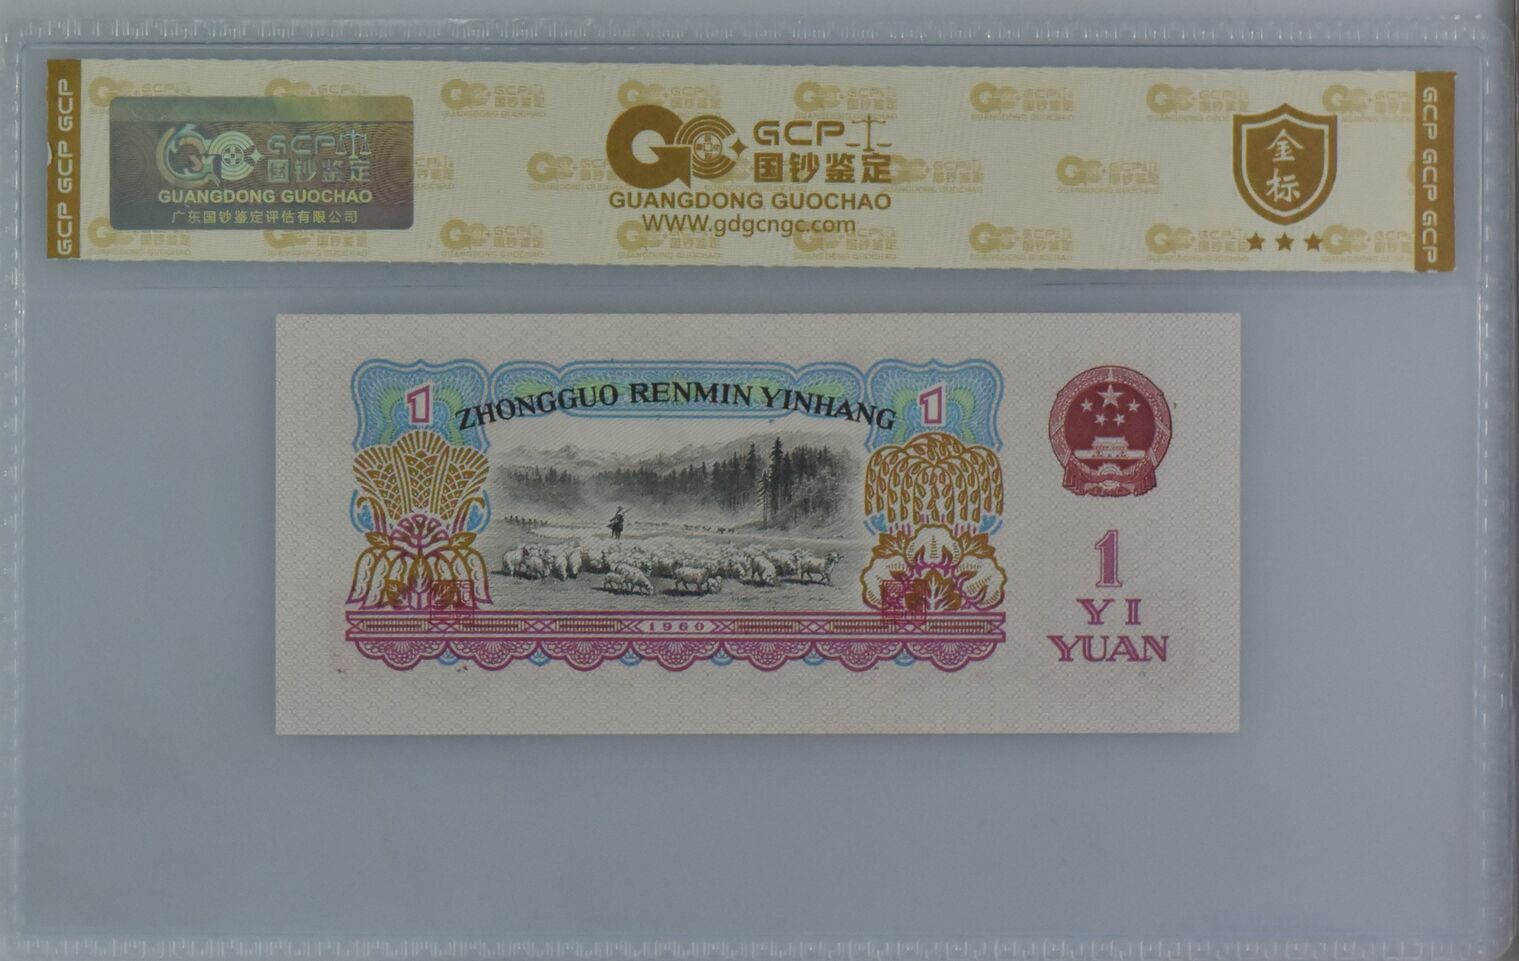 GCP GCP GCP
GCP
国钞鉴定
GUANGDONG GUOCHAO
广东国钞鉴定评估有限公司
GCP
国钞鉴定
GUANGDONG GUOCHAO
WWW.gdgcngc.com
金标
GCP GCP GCP
ZHONGGUO RENMIN YINHANG
1
1
1960
1
YI
YUAN